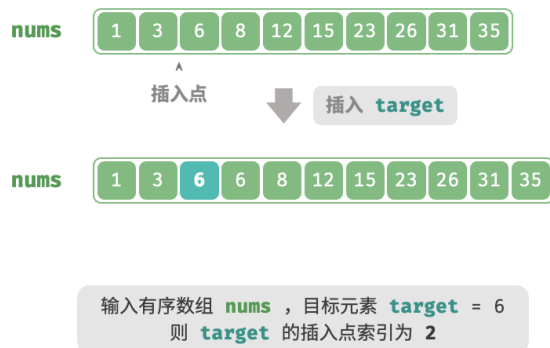 nums 1 3 6 8 12 15 23 26 31 35
插入点
插入 target
nums 1 3 6 6 8 12 15 23 26 31 35
输入有序数组 nums ，目标元素 target = 6
则 target 的插入点索引为 2